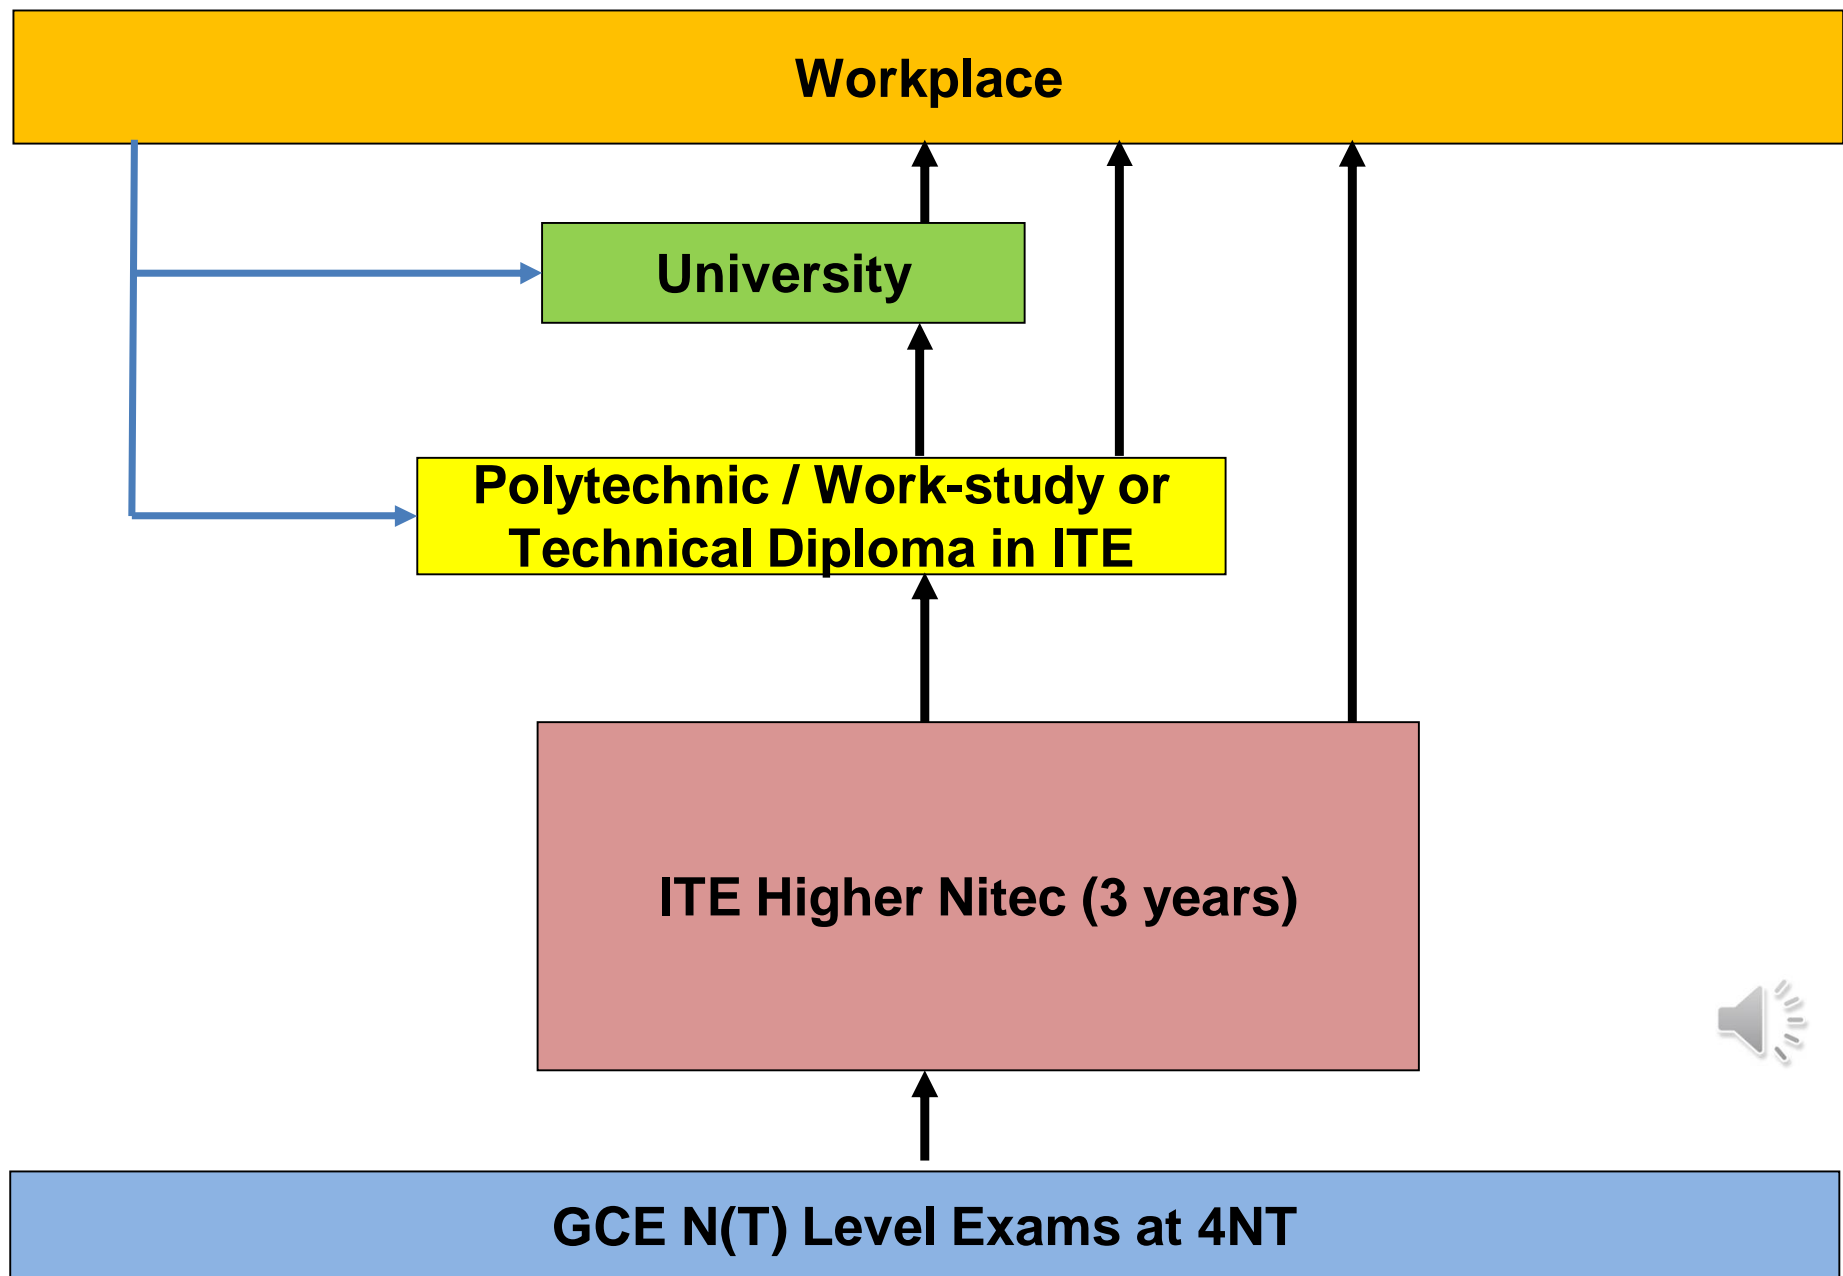 Workplace
University
Polytechnic / Work-study or
Technical Diploma in ITE
ITE Higher Nitec (3 years)
GCE N(T) Level Exams at 4NT